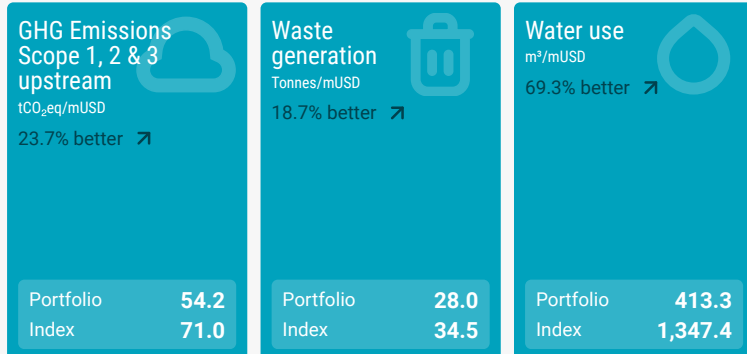 GHG Emissions
Scope 1, 2 & 3
upstream
tCO₂eq/mUSD
23.7% better
Portfolio 54.2
Index 71.0
Waste
generation
Tonnes/mUSD
18.7% better
Portfolio 28.0
Index 34.5
Water use
m³/mUSD
69.3% better
Portfolio 413.3
Index 1,347.4